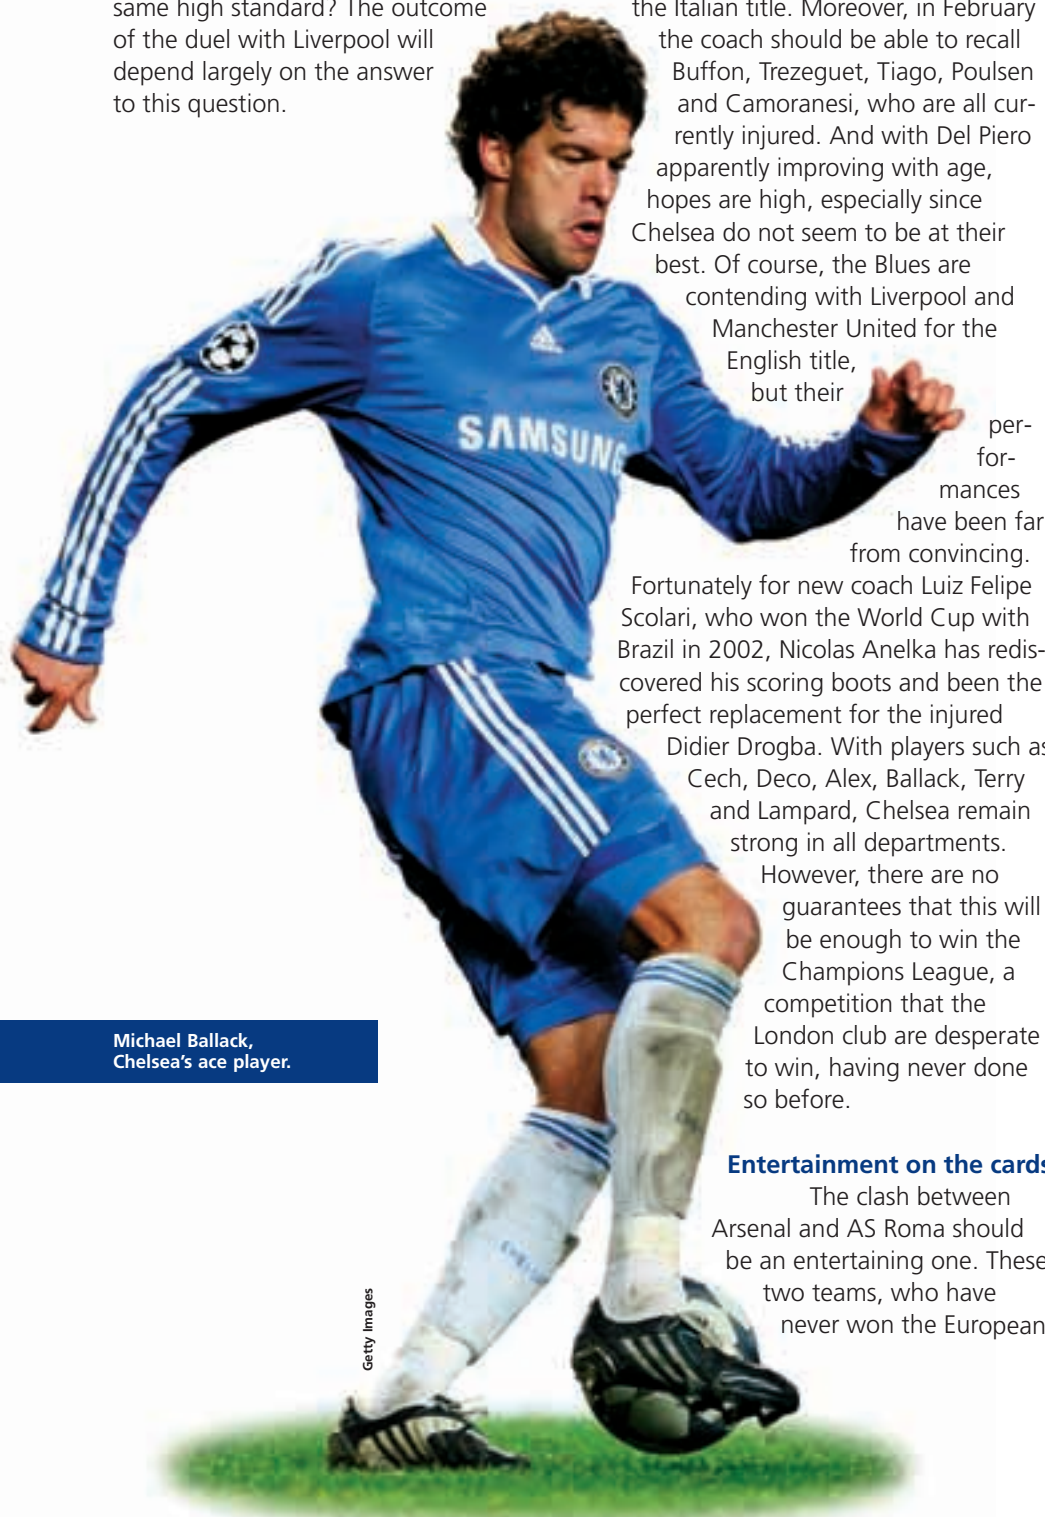 same high standard? The outcome
of the duel with Liverpool will
depend largely on the answer
to this question.
the Italian title. Moreover, in February
the coach should be able to recall
Buffon, Trezeguet, Tiago, Poulsen
and Camoranesi, who are all cur-
rently injured. And with Del Piero
apparently improving with age,
hopes are high, especially since
Chelsea do not seem to be at their
best. Of course, the Blues are
contending with Liverpool and
Manchester United for the
English title,
but their
per-
for-
mances
have been far
from convincing.
Fortunately for new coach Luiz Felipe
Scolari, who won the World Cup with
Brazil in 2002, Nicolas Anelka has redis-
covered his scoring boots and been the
perfect replacement for the injured
Didier Drogba. With players such as
Cech, Deco, Alex, Ballack, Terry
and Lampard, Chelsea remain
strong in all departments.
However, there are no
guarantees that this will
be enough to win the
Champions League, a
competition that the
London club are desperate
to win, having never done
so before.
Entertainment on the cards
The clash between
Arsenal and AS Roma should
be an entertaining one. These
two teams, who have
never won the European
SAMSUNG
Michael Ballack,
Chelsea's ace player.
Getty Images